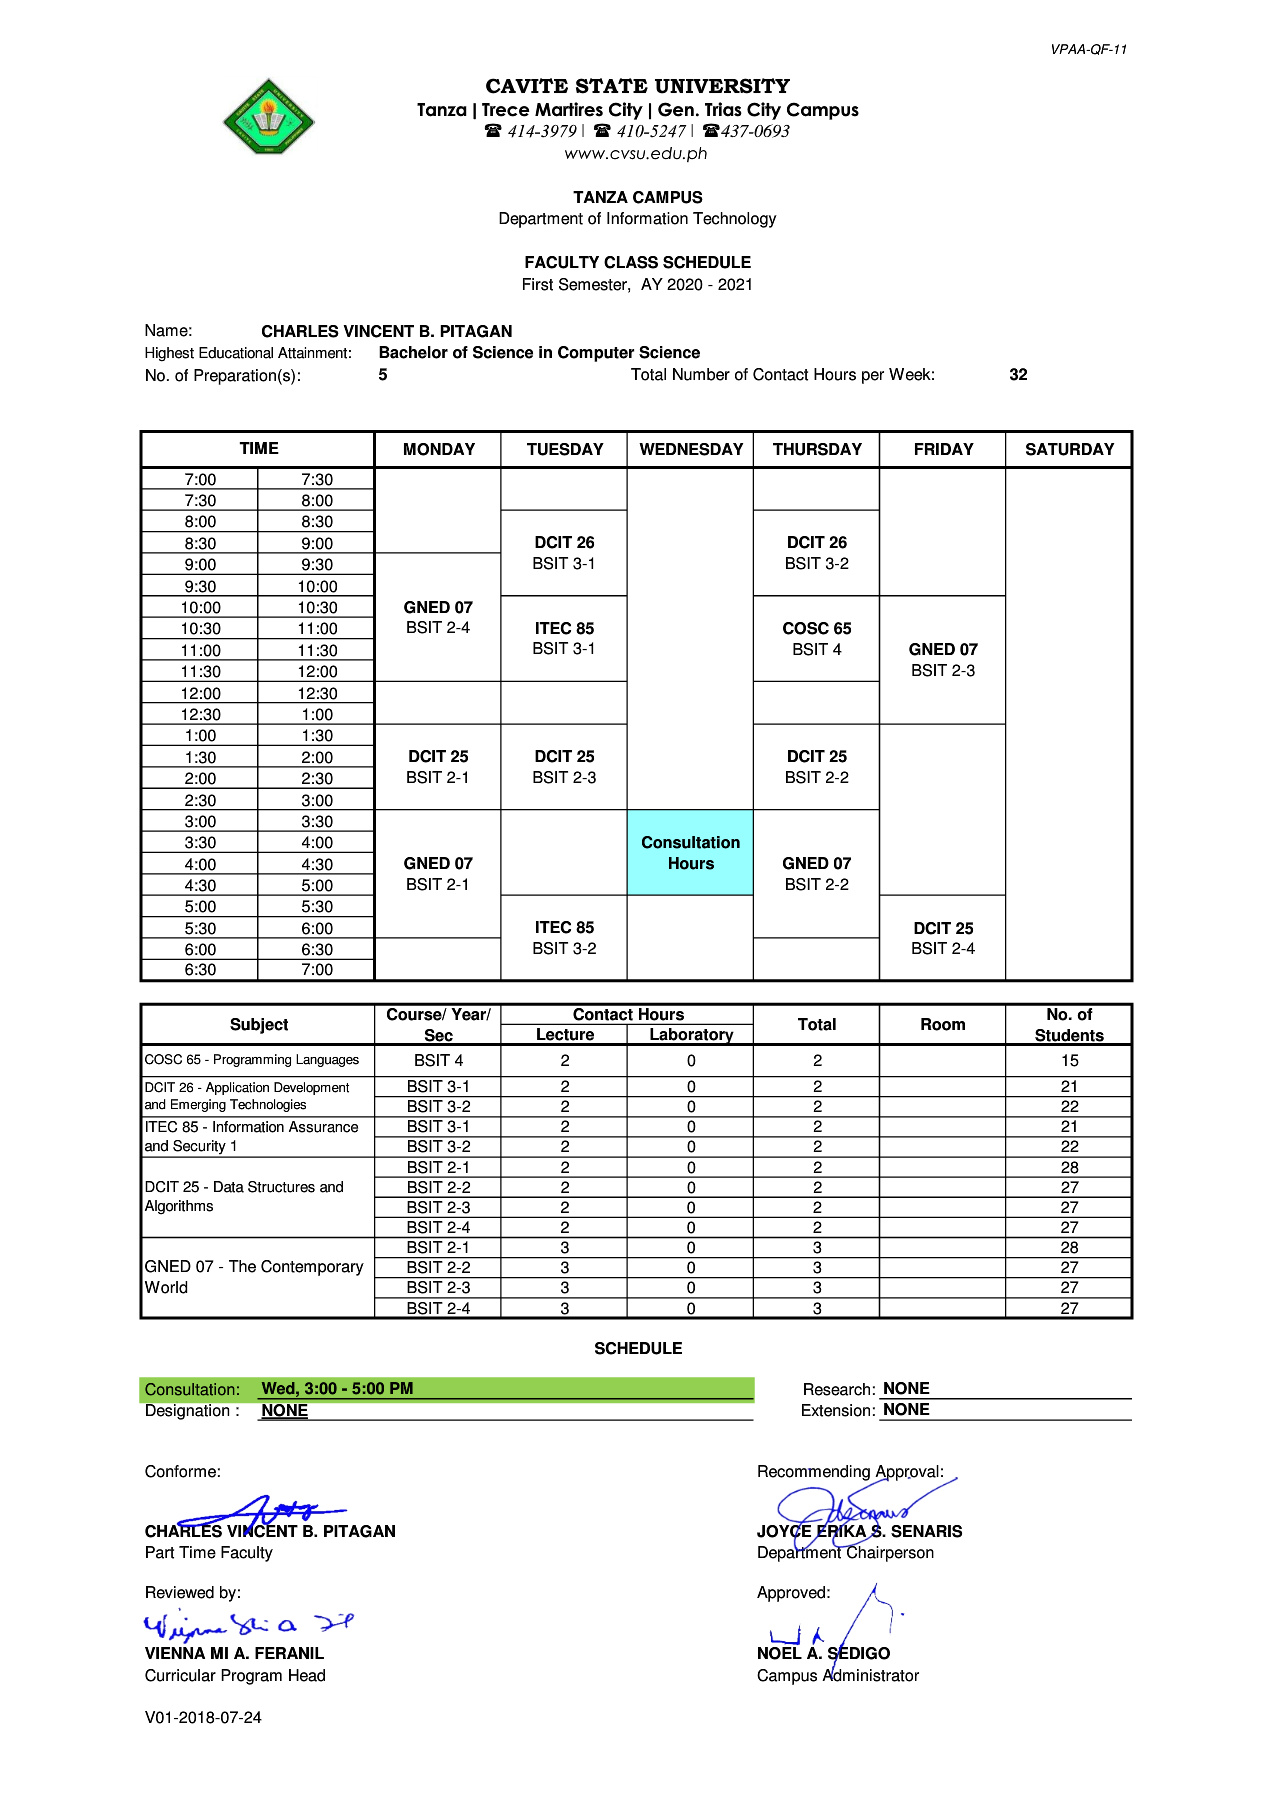 VPAA-QF-11
CAVITE STATE UNIVERSITY
Tanza | Trece Martires City | Gen. Trias City Campus
☎ 414-3979 | ☎ 410-5247 | ☎437-0693
www.cvsu.edu.ph
TANZA CAMPUS
Department of Information Technology
FACULTY CLASS SCHEDULE
First Semester, AY 2020 - 2021
Name: CHARLES VINCENT B. PITAGAN
Highest Educational Attainment: Bachelor of Science in Computer Science
No. of Preparation(s): 5 Total Number of Contact Hours per Week: 32
TIME MONDAY TUESDAY WEDNESDAY THURSDAY FRIDAY SATURDAY
7:00 7:30
7:30 8:00
8:00 8:30
8:30 9:00 DCIT 26 DCIT 26
9:00 9:30 BSIT 3-1 BSIT 3-2
9:30 10:00
10:00 10:30 GNED 07
10:30 11:00 BSIT 2-4 ITEC 85 COSC 65
11:00 11:30 BSIT 3-1 BSIT 4 GNED 07
11:30 12:00 BSIT 2-3
12:00 12:30
12:30 1:00
1:00 1:30
1:30 2:00 DCIT 25 DCIT 25 DCIT 25
2:00 2:30 BSIT 2-1 BSIT 2-3 BSIT 2-2
2:30 3:00
3:00 3:30
3:30 4:00 Consultation
4:00 4:30 GNED 07 Hours GNED 07
4:30 5:00 BSIT 2-1 BSIT 2-2
5:00 5:30
5:30 6:00 ITEC 85 DCIT 25
6:00 6:30 BSIT 3-2 BSIT 2-4
6:30 7:00
Subject Course/ Year/ Sec Contact Hours Lecture Laboratory Total Room No. of Students
COSC 65 - Programming Languages BSIT 4 2 0 2 15
DCIT 26 - Application Development BSIT 3-1 2 0 2 21
and Emerging Technologies BSIT 3-2 2 0 2 22
ITEC 85 - Information Assurance BSIT 3-1 2 0 2 21
and Security 1 BSIT 3-2 2 0 2 22
BSIT 2-1 2 0 2 28
DCIT 25 - Data Structures and BSIT 2-2 2 0 2 27
Algorithms BSIT 2-3 2 0 2 27
BSIT 2-4 2 0 2 27
BSIT 2-1 3 0 3 28
GNED 07 - The Contemporary BSIT 2-2 3 0 3 27
World BSIT 2-3 3 0 3 27
BSIT 2-4 3 0 3 27
SCHEDULE
Consultation: Wed, 3:00 - 5:00 PM Research: NONE
Designation : NONE Extension: NONE
Conforme: Recommending Approval:
CHARLES VINCENT B. PITAGAN JOYCE ERIKA S. SENARIS
Part Time Faculty Department Chairperson
Reviewed by: Approved:
VIENNA MI A. FERANIL NOEL A. SEDIGO
Curricular Program Head Campus Administrator
V01-2018-07-24